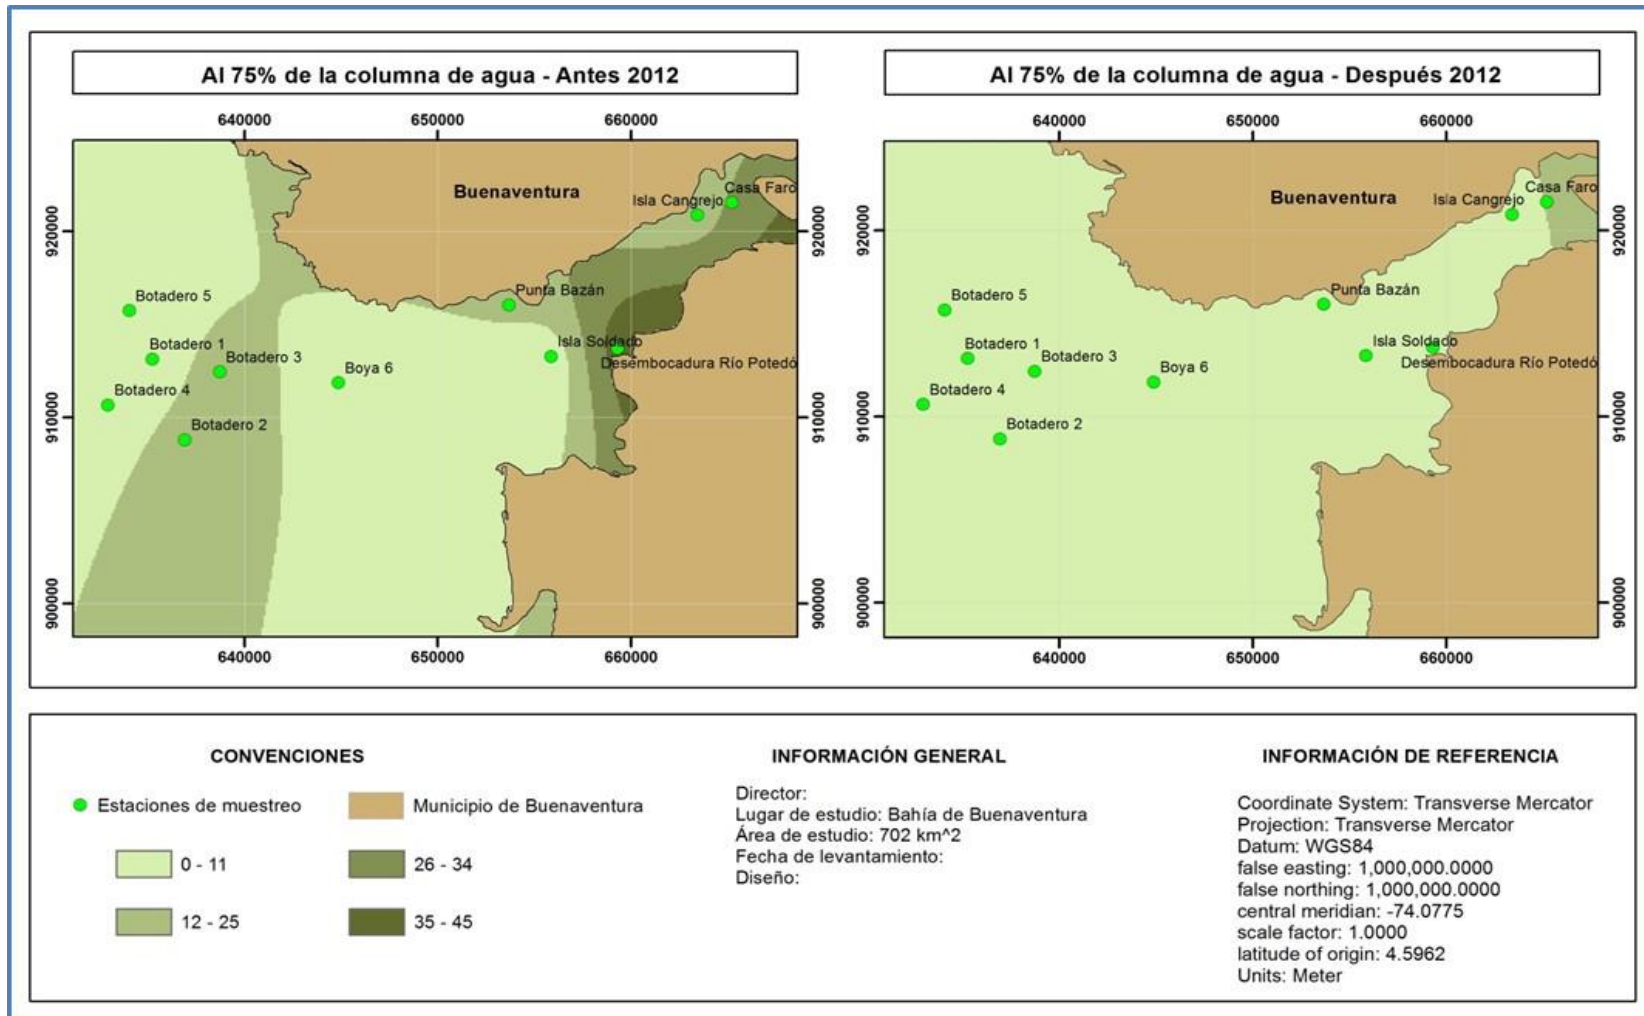 Al 75% de la columna de agua - Antes 2012
640000
650000
660000
920000
910000
900000
920000
910000
900000
Buenaventura
Casa Faro
Isla Cangrejo
Punta Bazán
Isla Soldado
Desembocadura Río Potedó
Botadero 5
Botadero 1
Botadero 3
Boya 6
Botadero 4
Botadero 2
640000
650000
660000
Al 75% de la columna de agua - Después 2012
640000
650000
660000
920000
910000
900000
920000
910000
900000
Buenaventura
Casa Faro
Isla Cangrejo
Punta Bazán
Isla Soldado
Desembocadura Río Potedó
Botadero 5
Botadero 1
Botadero 3
Boya 6
Botadero 4
Botadero 2
640000
650000
660000
CONVENCIONES
Estaciones de muestreo
Municipio de Buenaventura
0 - 11
26 - 34
12 - 25
35 - 45
INFORMACIÓN GENERAL
Director:
Lugar de estudio: Bahía de Buenaventura
Área de estudio: 702 km^2
Fecha de levantamiento:
Diseño:
INFORMACIÓN DE REFERENCIA
Coordinate System: Transverse Mercator
Projection: Transverse Mercator
Datum: WGS84
false easting: 1,000,000.0000
false northing: 1,000,000.0000
central meridian: -74.0775
scale factor: 1.0000
latitude of origin: 4.5962
Units: Meter